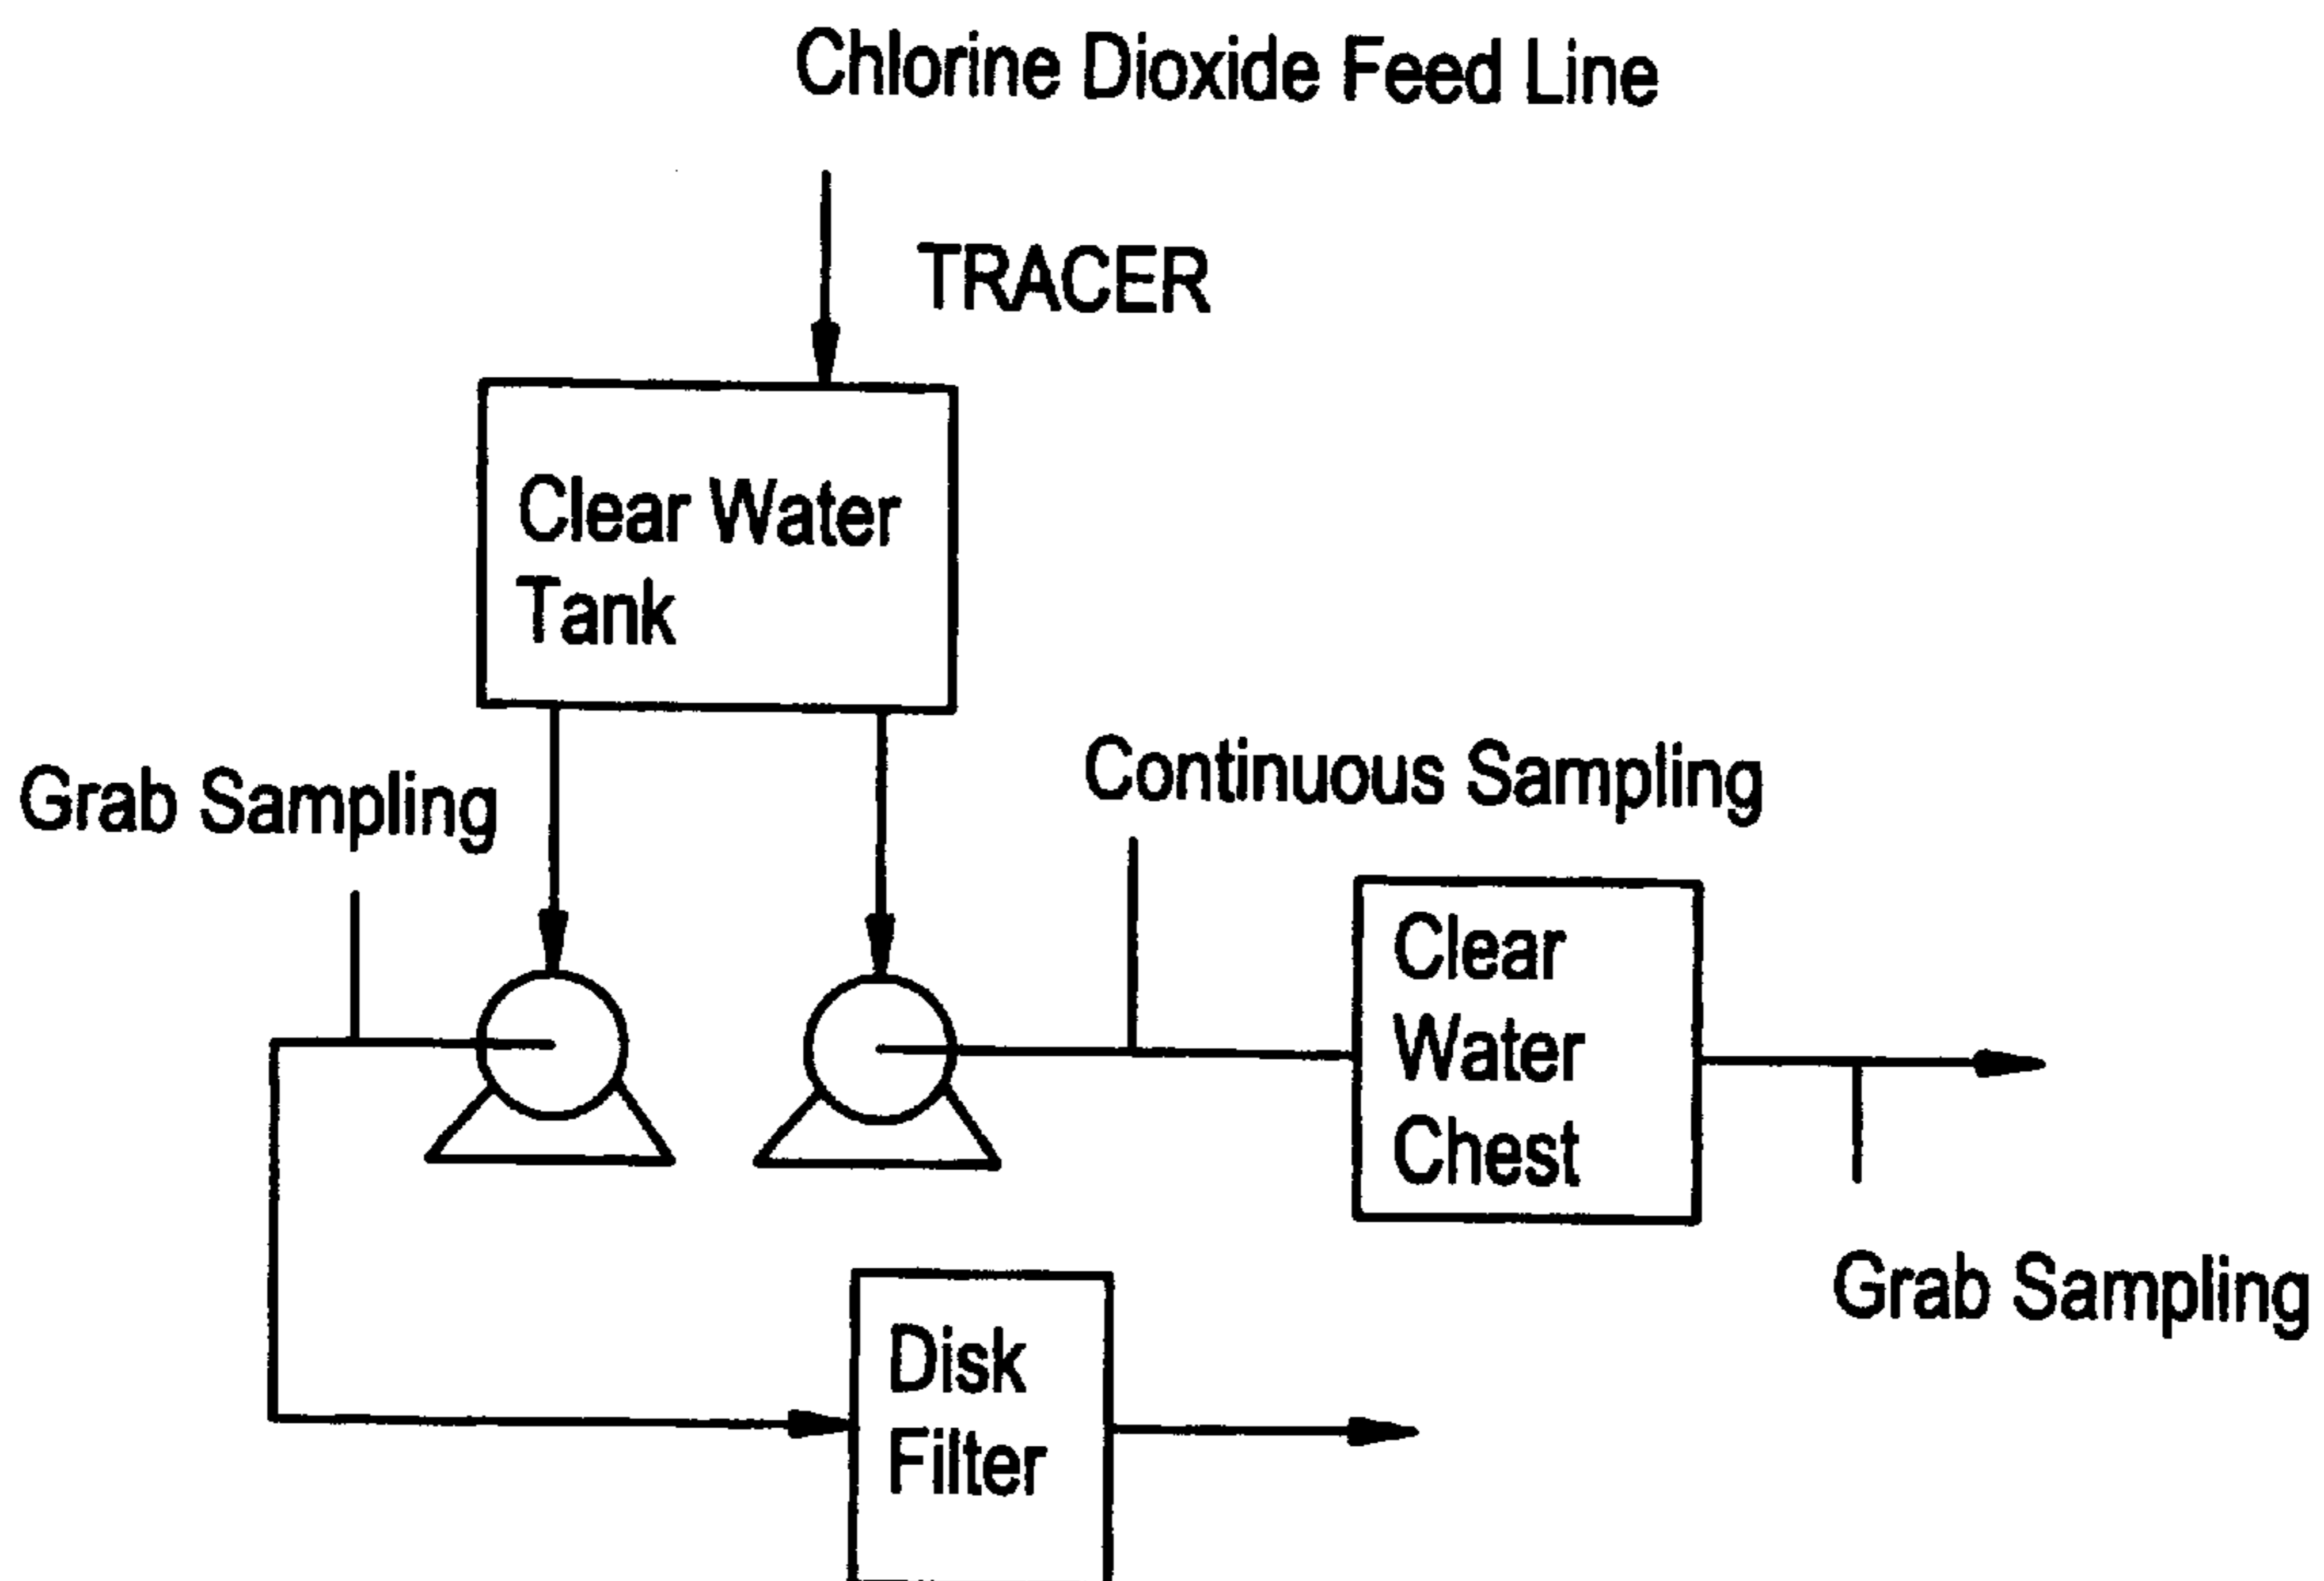 Chlorine Dioxide Feed Line
TRACER
Clear Water
Tank
Grab Sampling
Continuous Sampling
Clear
Water
Chest
Grab Sampling
Disk
Filter